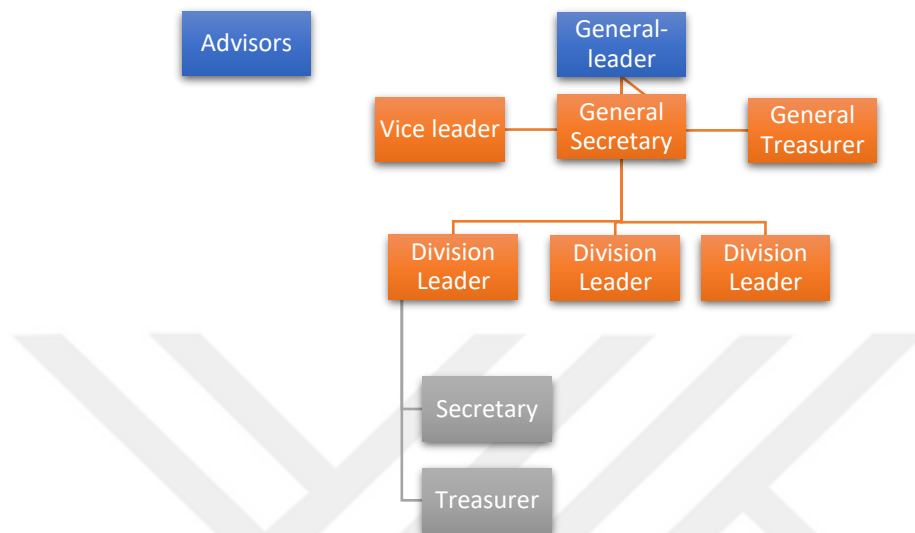 Advisors
General-
leader
Vice leader
General
Secretary
General
Treasurer
Division
Leader
Division
Leader
Division
Leader
Secretary
Treasurer